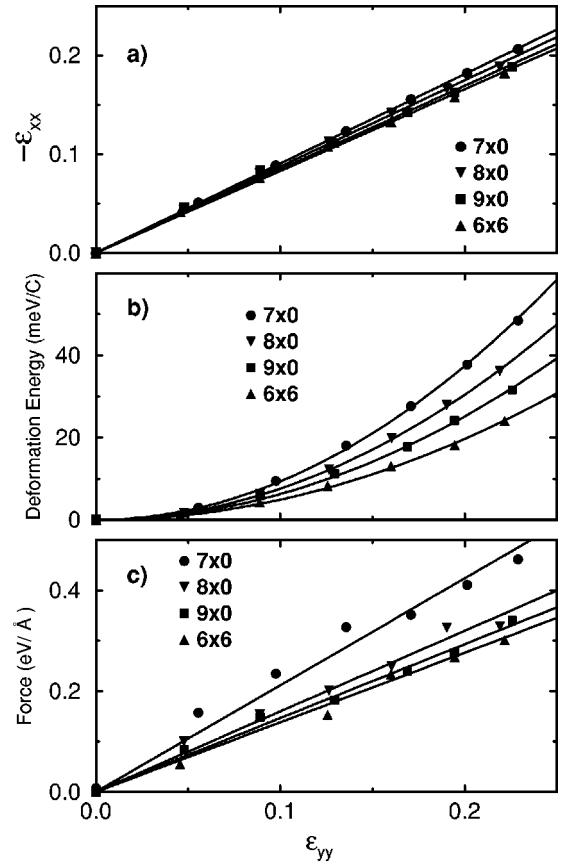 a)
−εxx
0.2
0.1
0.0
7x0
8x0
9x0
6x6
b)
Deformation Energy (meV/C)
40
20
0
7x0
8x0
9x0
6x6
c)
Force (eV/ Å)
0.4
0.2
0.0
7x0
8x0
9x0
6x6
0.0 0.1 0.2
εyy